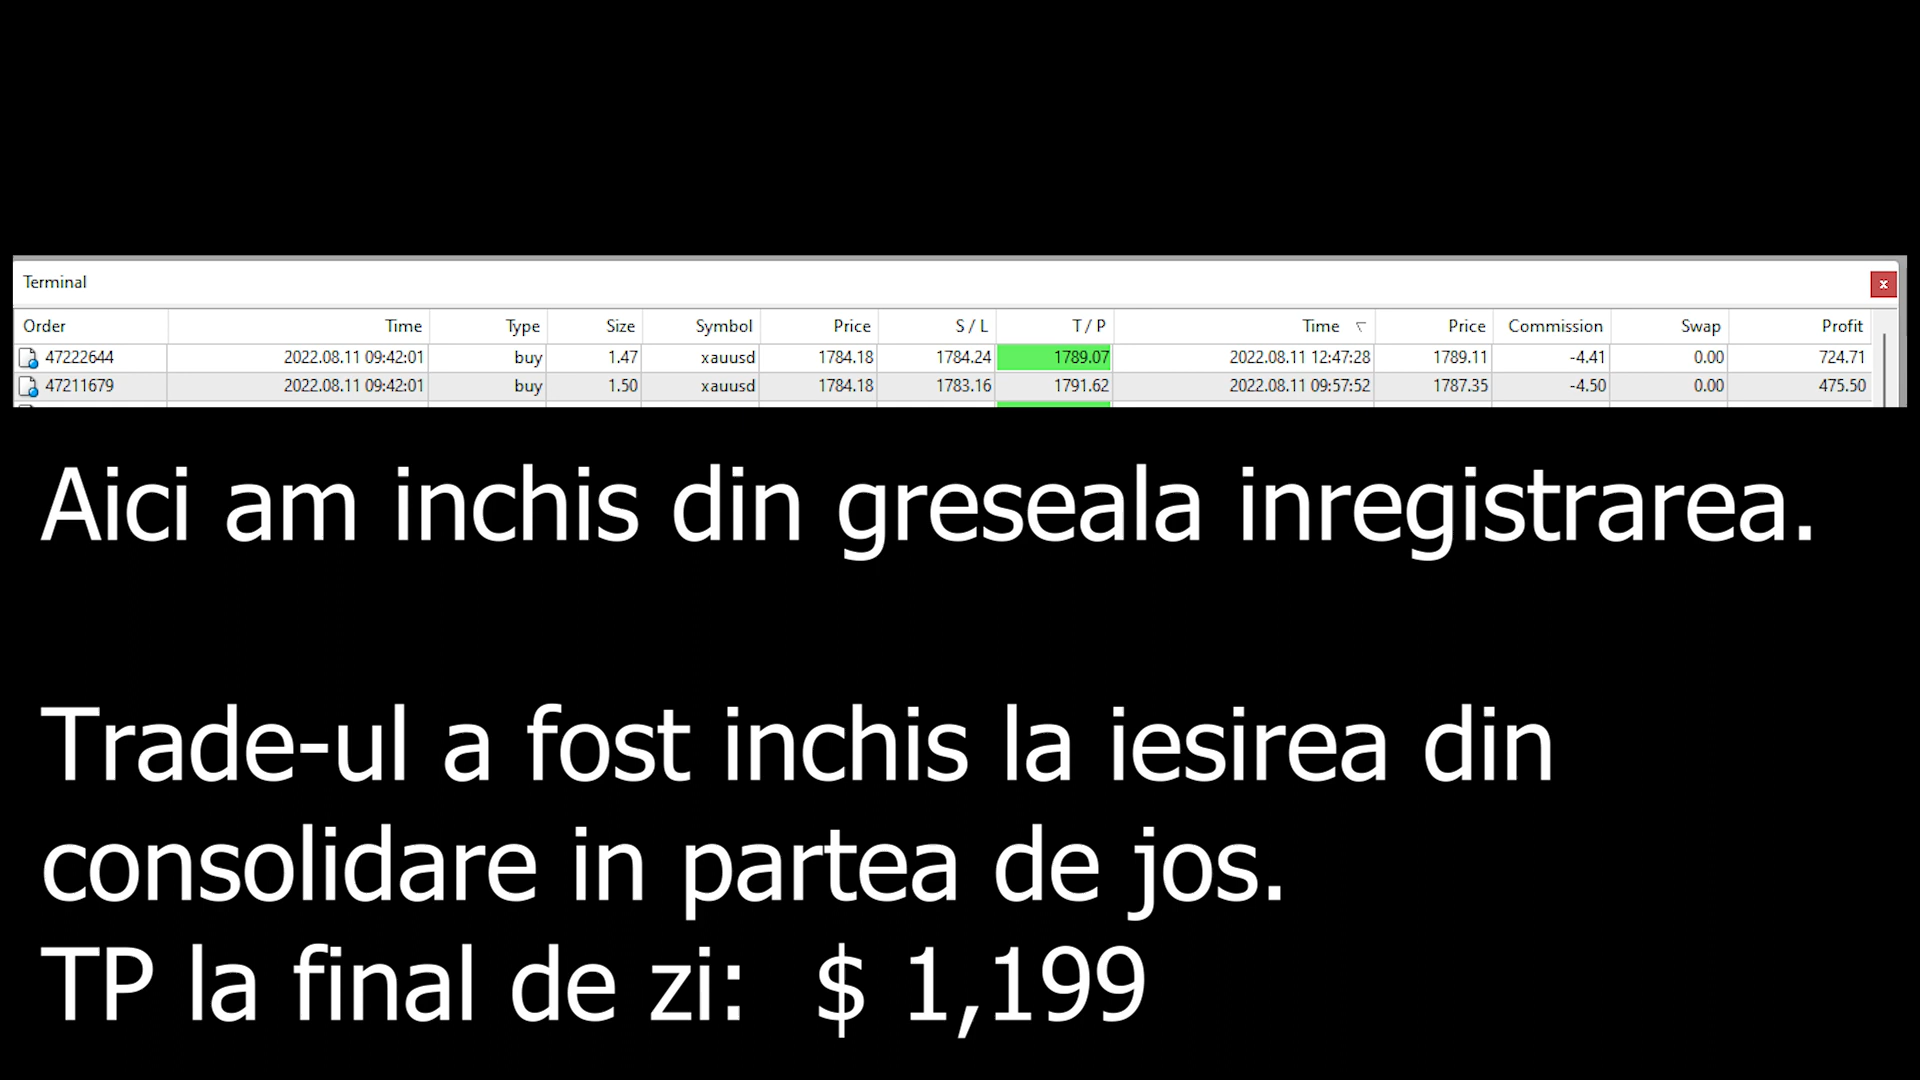 Terminal
x
Order Time Type Size Symbol Price S / L T / P Time Price Commission Swap Profit
47222644 2022.08.11 09:42:01 buy 1.47 xauusd 1784.18 1784.24 1789.07 2022.08.11 12:47:28 1789.11 -4.41 0.00 724.71
47211679 2022.08.11 09:42:01 buy 1.50 xauusd 1784.18 1783.16 1791.62 2022.08.11 09:57:52 1787.35 -4.50 0.00 475.50
Aici am inchis din greseala inregistrarea.
Trade-ul a fost inchis la iesirea din
consolidare in partea de jos.
TP la final de zi: $ 1,199